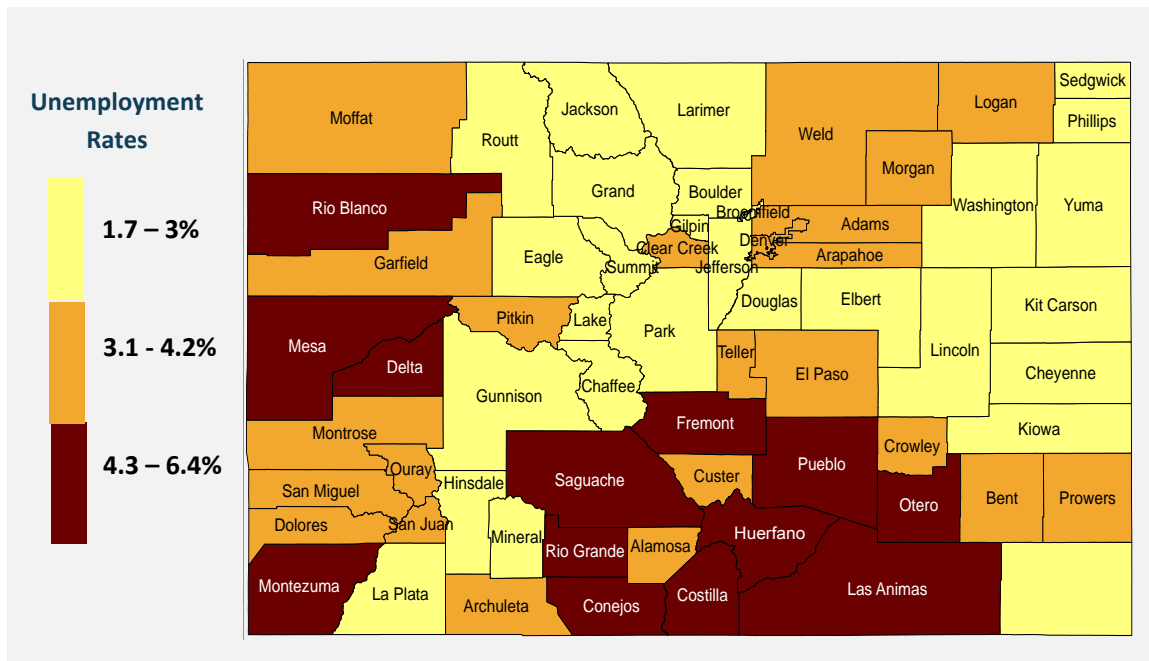 Unemployment
Rates
1.7 – 3%
3.1 - 4.2%
4.3 – 6.4%
Moffat
Routt
Jackson
Larimer
Weld
Logan
Sedgwick
Phillips
Morgan
Rio Blanco
Grand
Boulder
Broomfield
Washington
Yuma
Gilpin
Adams
Garfield
Eagle
Summit
Clear Creek
Jefferson
Denver
Arapahoe
Mesa
Delta
Pitkin
Lake
Park
Douglas
Elbert
Kit Carson
Lincoln
Gunnison
Chaffee
Teller
El Paso
Cheyenne
Montrose
Fremont
Crowley
Kiowa
Ouray
San Miguel
Hinsdale
Saguache
Custer
Pueblo
Otero
Bent
Prowers
Dolores
San Juan
Mineral
Rio Grande
Alamosa
Huerfano
Montezuma
La Plata
Archuleta
Conejos
Costilla
Las Animas